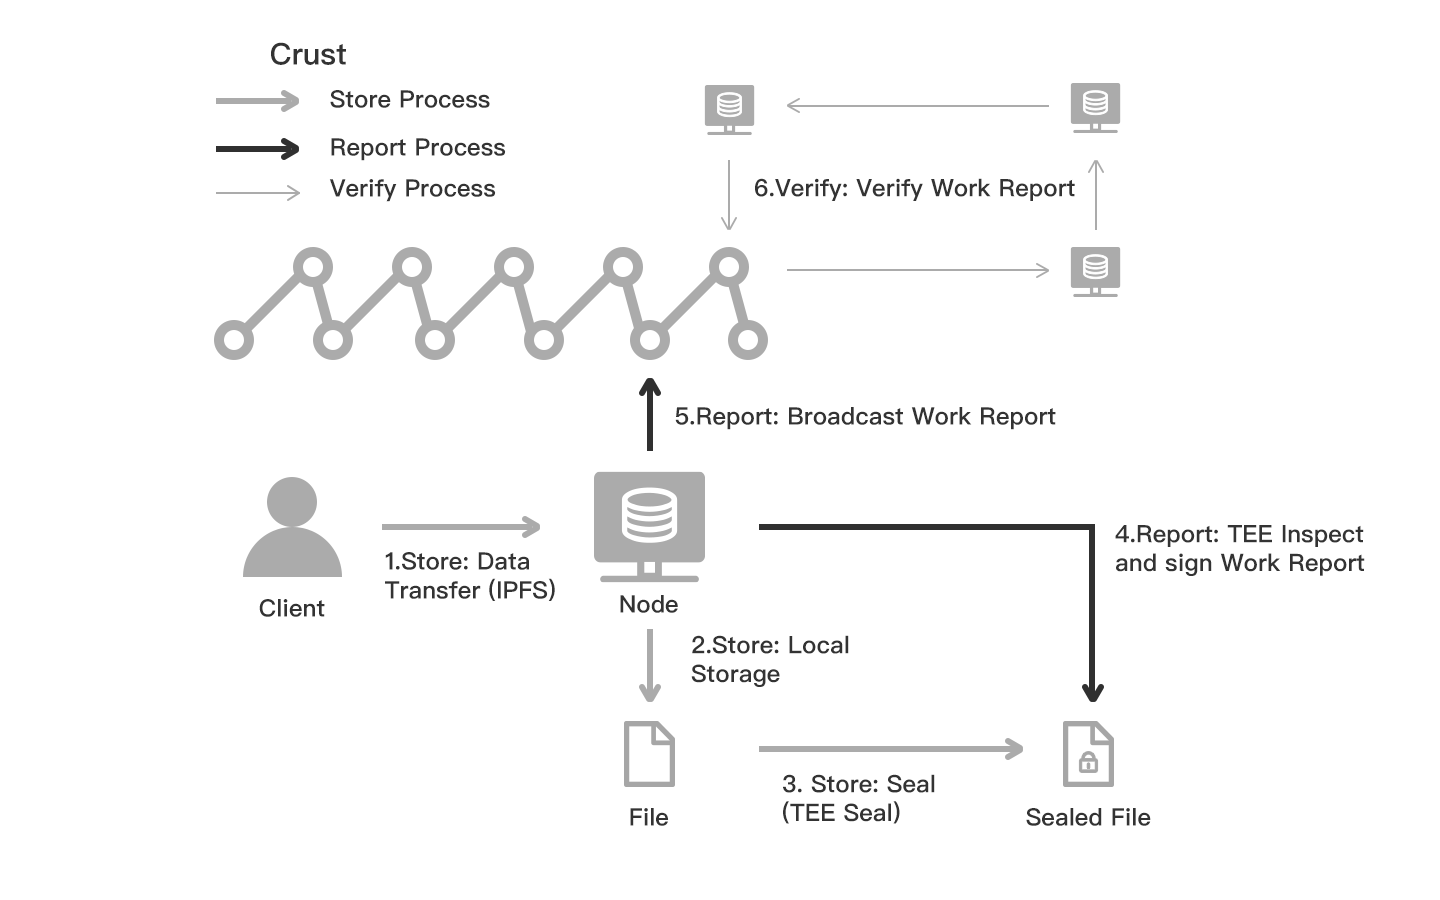 Crust
Store Process
Report Process
Verify Process
6.Verify: Verify Work Report
5.Report: Broadcast Work Report
1.Store: Data
Transfer (IPFS)
Client
Node
4.Report: TEE Inspect
and sign Work Report
2.Store: Local
Storage
3. Store: Seal
(TEE Seal)
File
Sealed File